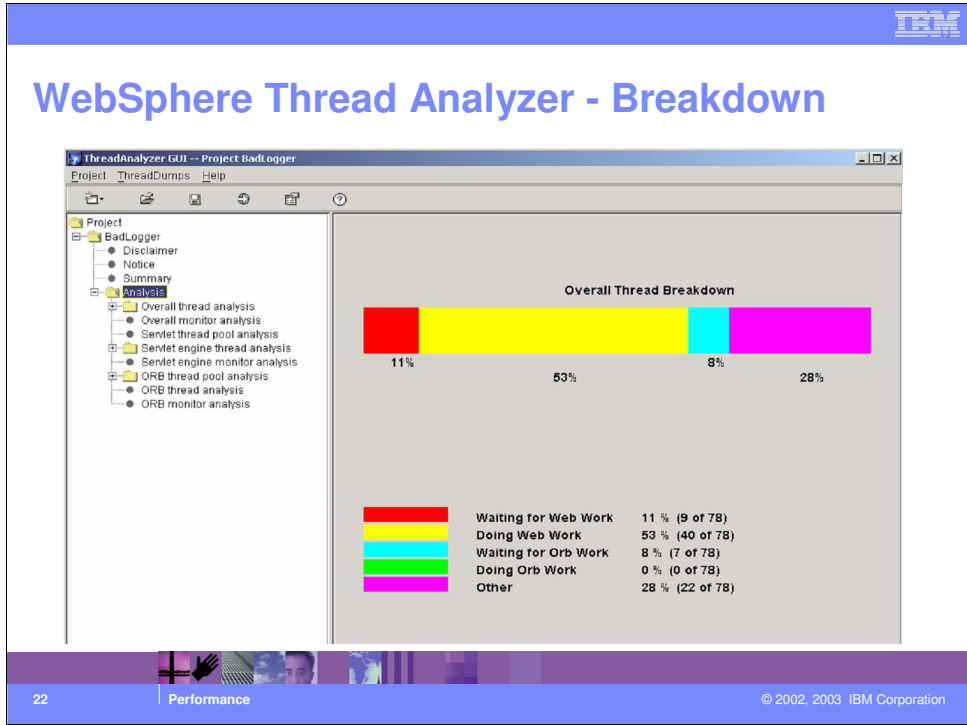 IBM
WebSphere Thread Analyzer - Breakdown
ThreadAnalyzer GUI -- Project BadLogger
Project ThreadDumps Help
Project
BadLogger
Disclaimer
Notice
Summary
Analysis
Overall thread analysis
Overall monitor analysis
Servlet thread pool analysis
Servlet engine thread analysis
Servlet engine monitor analysis
ORB thread pool analysis
ORB thread analysis
ORB monitor analysis
Overall Thread Breakdown
11% 8%
53% 28%
Waiting for Web Work 11 % (9 of 78)
Doing Web Work 53 % (40 of 78)
Waiting for Orb Work 8 % (7 of 78)
Doing Orb Work 0 % (0 of 78)
Other 28 % (22 of 78)
22 Performance © 2002, 2003 IBM Corporation